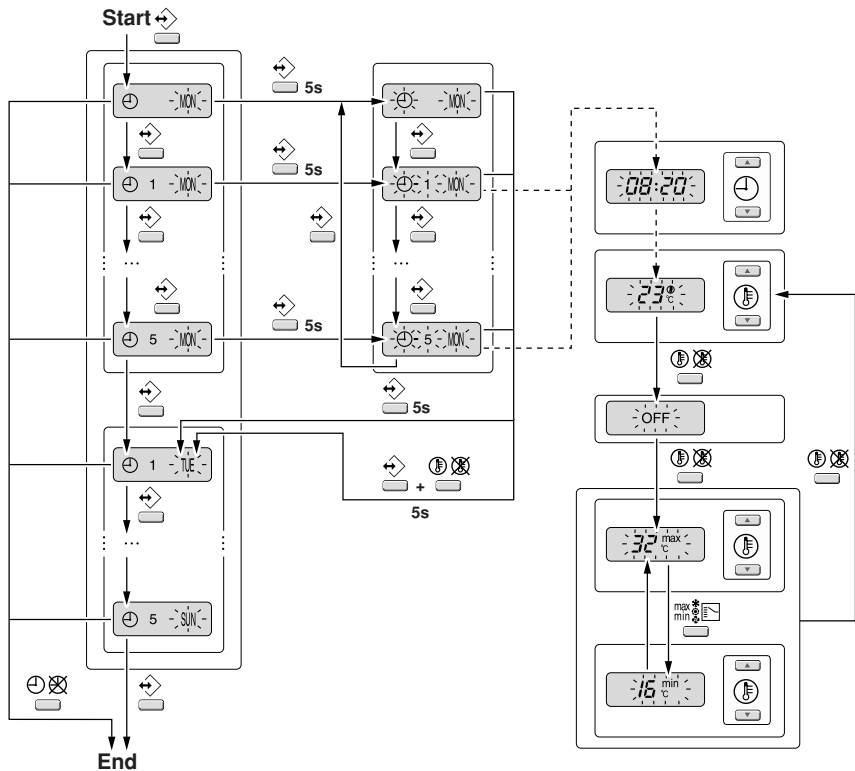 Start
MON
5s
MON
1 MON
5s
1 MON
...
...
5 MON
5s
5 MON
5s
1 TUE
+
5s
...
5 SUN
End
08:20
23 °C
OFF
32 max °C
max
min
16 min °C